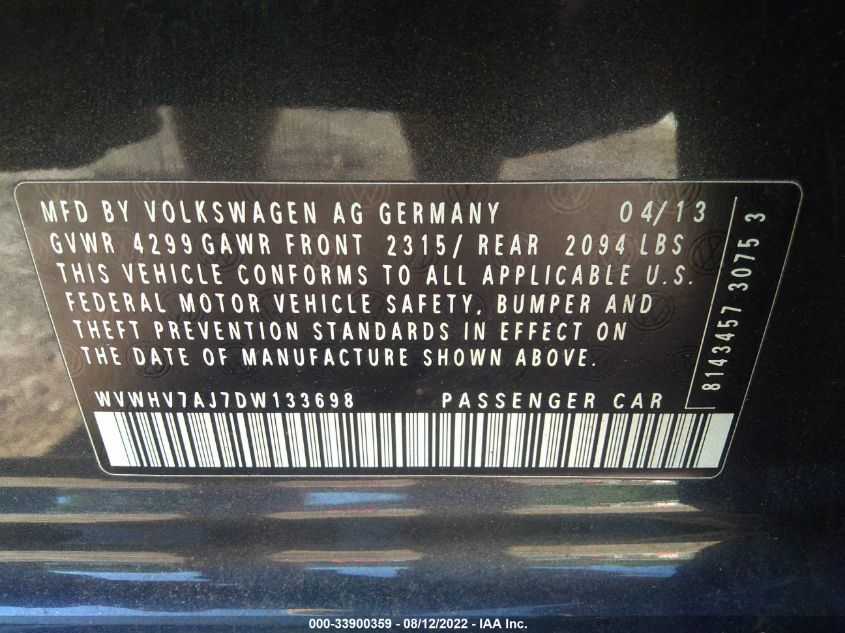 MFD BY VOLKSWAGEN AG GERMANY 04/13
GVWR 4299 GAWR FRONT 2315/ REAR 2094 LBS
THIS VEHICLE CONFORMS TO ALL APPLICABLE U.S.
FEDERAL MOTOR VEHICLE SAFETY, BUMPER AND
THEFT PREVENTION STANDARDS IN EFFECT ON
THE DATE OF MANUFACTURE SHOWN ABOVE.
WVWHV7AJ7DW133698 PASSENGER CAR
8143457 3075 3
000-33900359 - 08/12/2022 - IAA Inc.